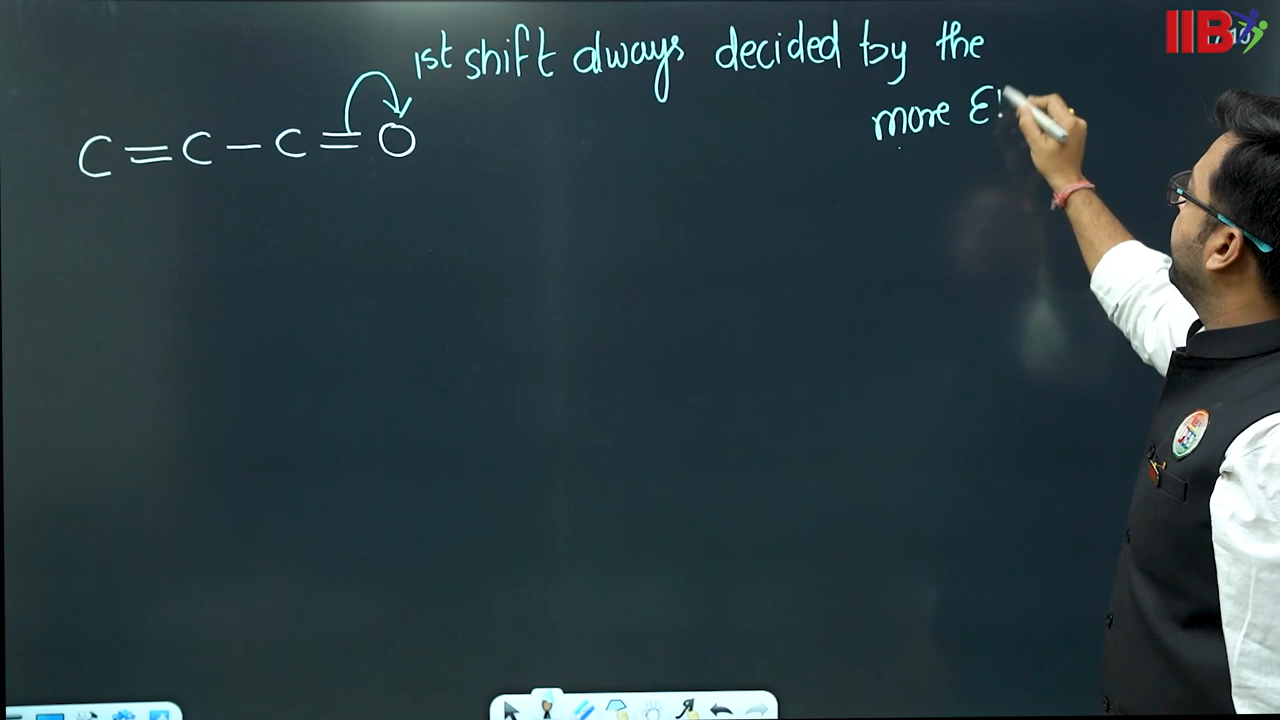 IIB
1st shift always decided by the
more
C=C-C=O